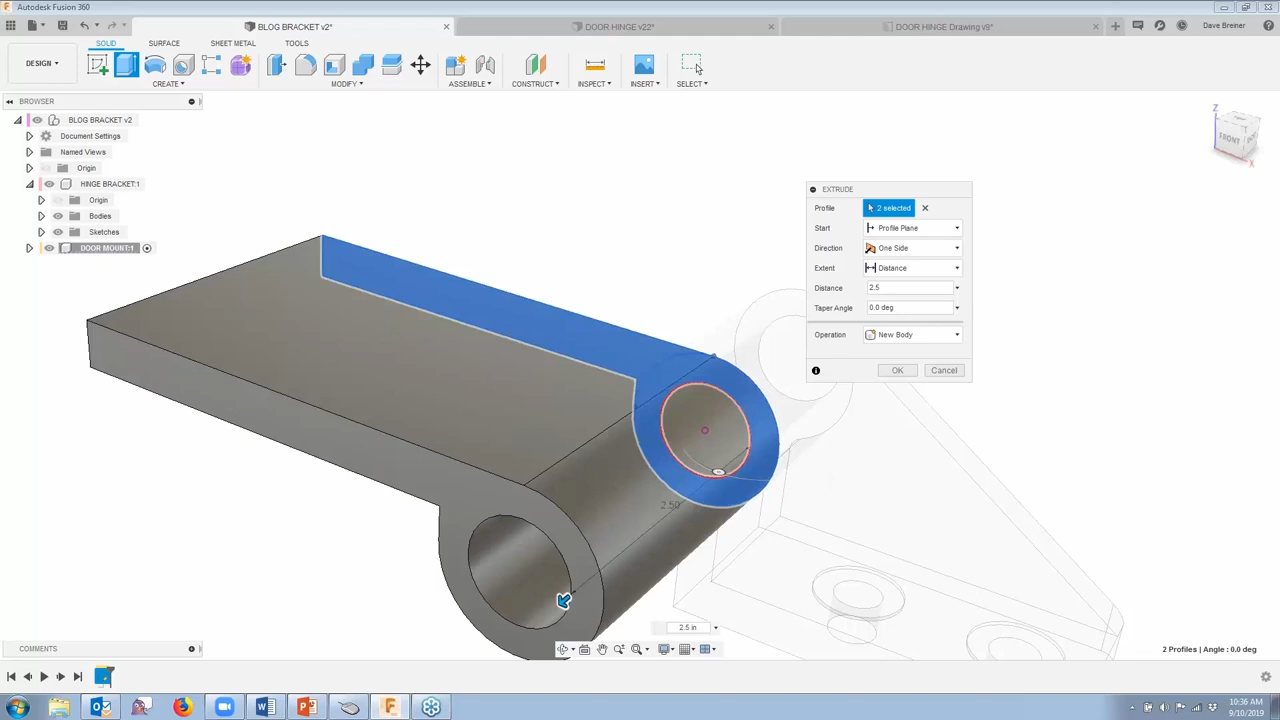 Autodesk Fusion 360
BLOG BRACKET v2*
DOOR HINGE v22*
DOOR HINGE Drawing v9*
Dave Breiner
SOLID
SURFACE
SHEET METAL
TOOLS
DESIGN
CREATE
MODIFY
ASSEMBLE
CONSTRUCT
INSPECT
INSERT
SELECT
BROWSER
BLOG BRACKET v2
Document Settings
Named Views
Origin
HINGE BRACKET:1
Origin
Bodies
Sketches
DOOR MOUNT:1
Z
FRONT
X
EXTRUDE
Profile 2 selected
Start Profile Plane
Direction One Side
Extent Distance
Distance 2.5
Taper Angle 0.0 deg
Operation New Body
OK Cancel
2.50
2.5 in
COMMENTS
2 Profiles | Angle : 0.0 deg
10:36 AM
9/10/2019